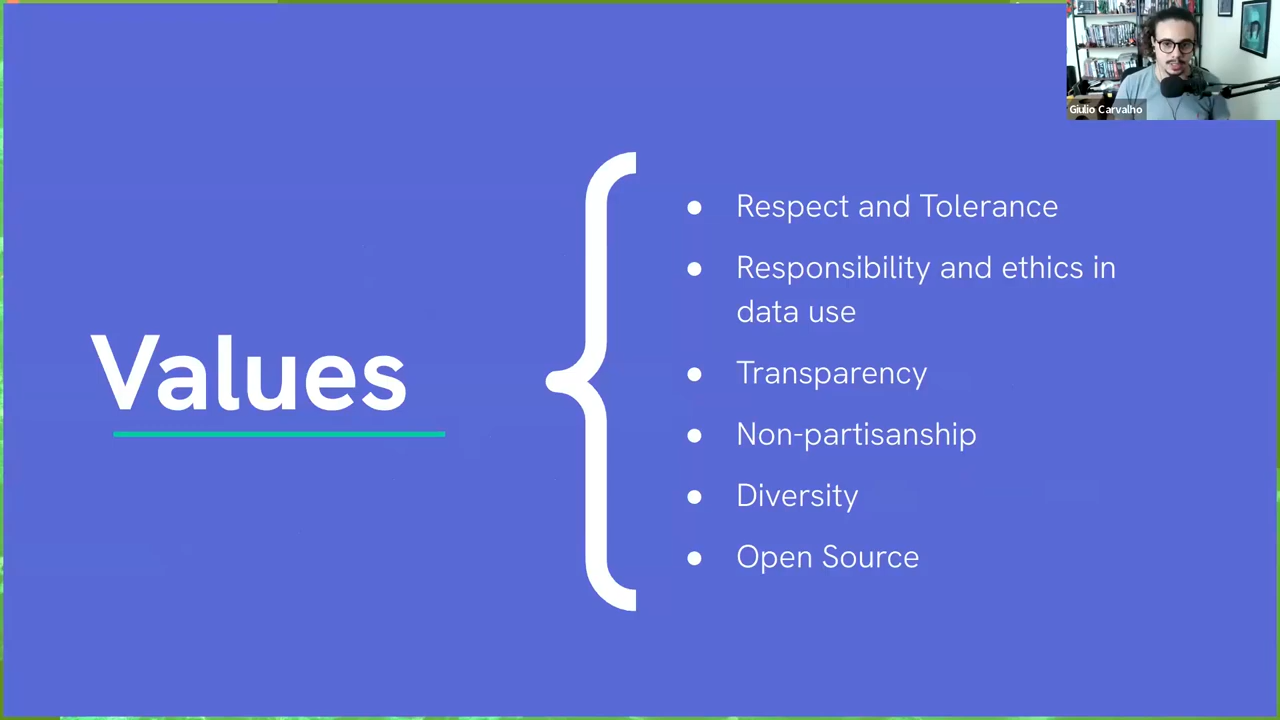 Giulio Carvalho
Values
Respect and Tolerance
Responsibility and ethics in
data use
Transparency
Non-partisanship
Diversity
Open Source